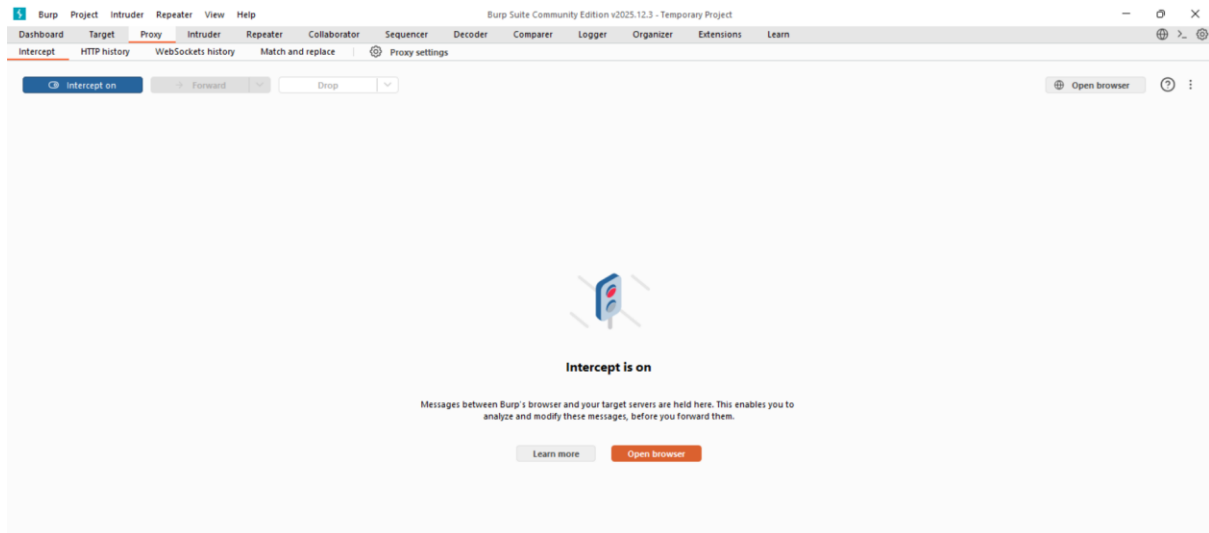 Burp Project Intruder Repeater View Help Burp Suite Community Edition v2025.12.3 - Temporary Project
Dashboard Target Proxy Intruder Repeater Collaborator Sequencer Decoder Comparer Logger Organizer Extensions Learn
Intercept HTTP history WebSockets history Match and replace Proxy settings
Intercept on Forward Drop Open browser
Intercept is on
Messages between Burp's browser and your target servers are held here. This enables you to
analyze and modify these messages, before you forward them.
Learn more Open browser